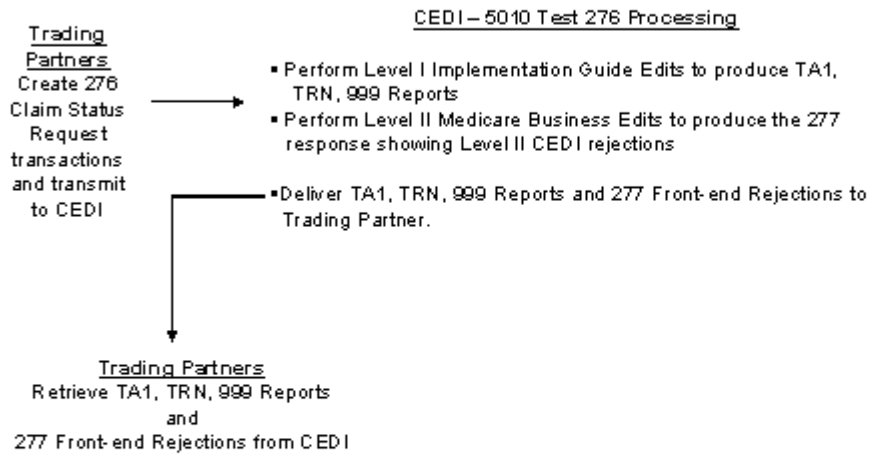 Trading
Partners
Create 276
Claim Status
Request
transactions
and transmit
to CEDI
CEDI – 5010 Test 276 Processing
▪ Perform Level I Implementation Guide Edits to produce TA1,
TRN, 999 Reports
▪ Perform Level II Medicare Business Edits to produce the 277
response showing Level II CEDI rejections
▪ Deliver TA1, TRN, 999 Reports and 277 Front-end Rejections to
Trading Partner.
Trading Partners
Retrieve TA1, TRN, 999 Reports
and
277 Front-end Rejections from CEDI